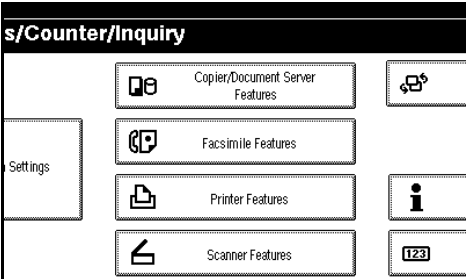 s/Counter/Inquiry
Copier/Document Server
Features
Facsimile Features
Settings
Printer Features
Scanner Features
123